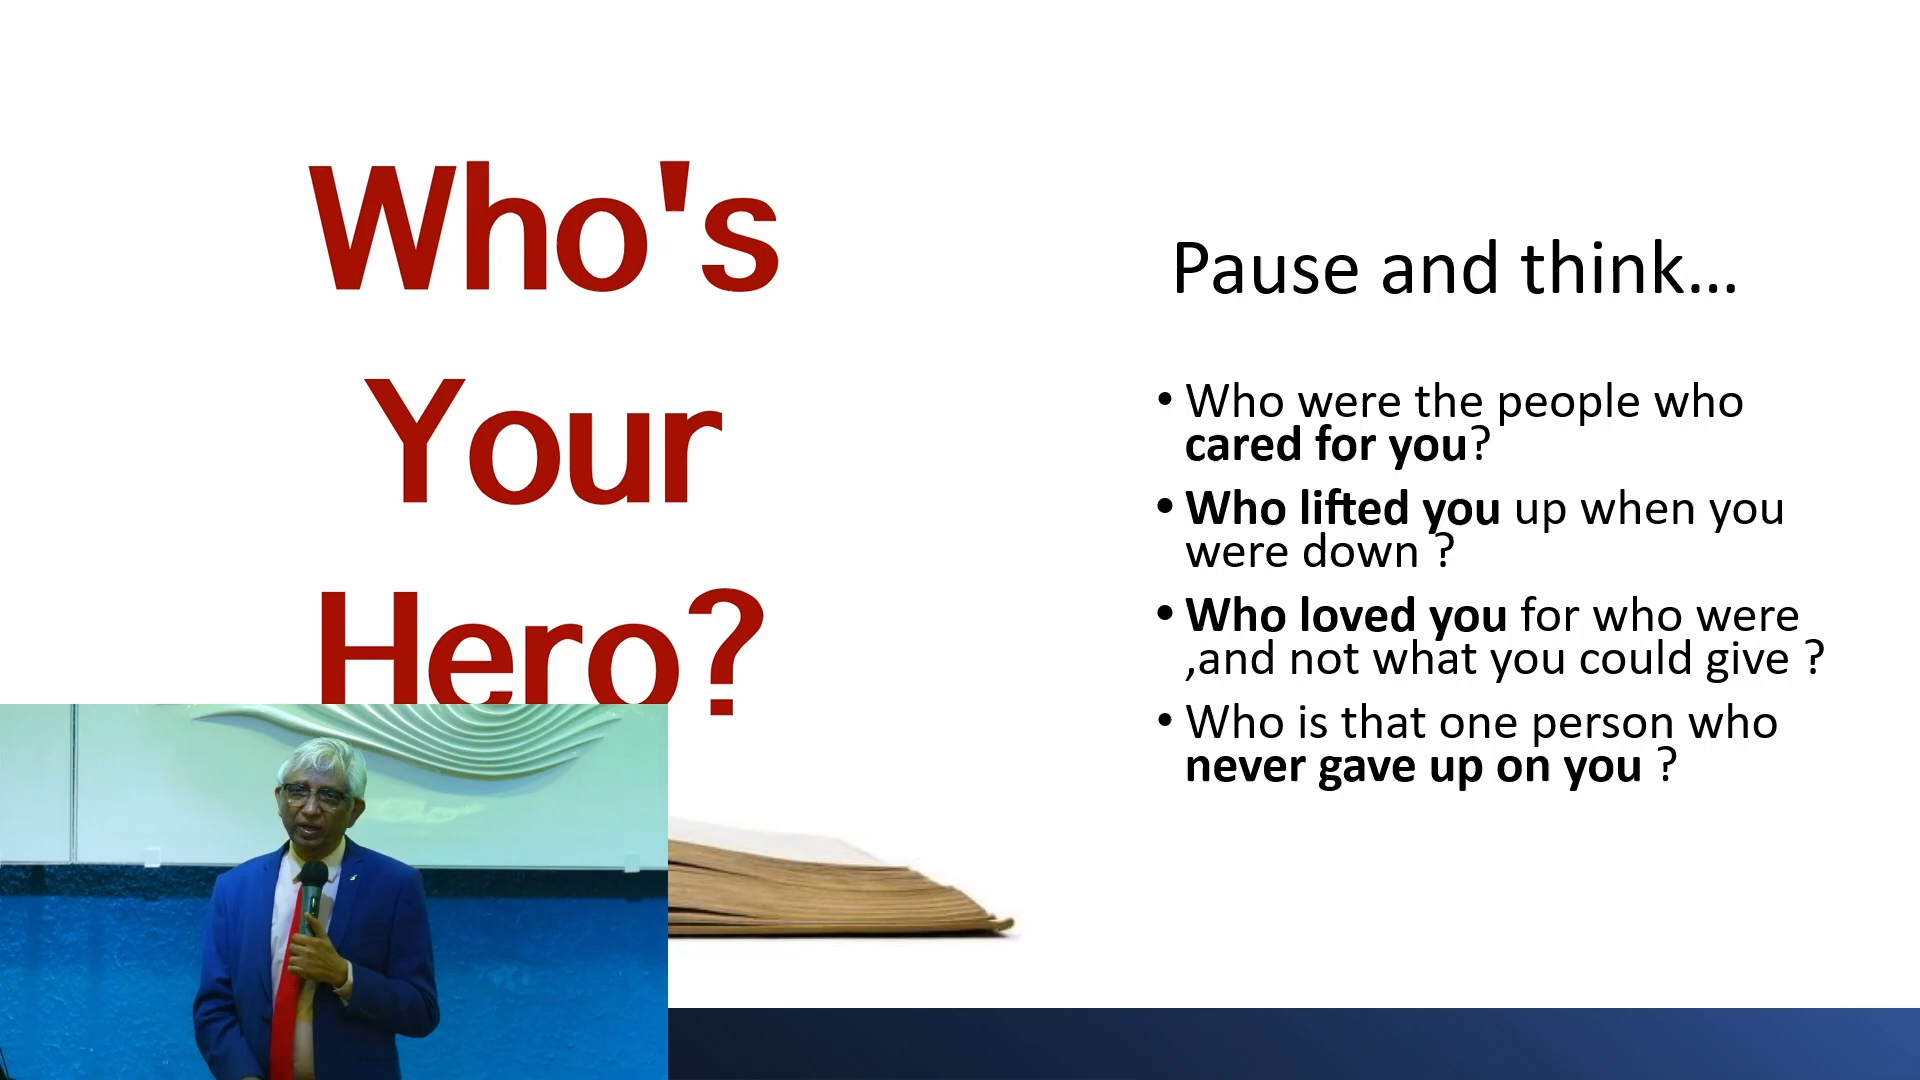 Who's
Your
Hero?
Pause and think...
• Who were the people who
cared for you?
• Who lifted you up when you
were down ?
• Who loved you for who were
,and not what you could give ?
• Who is that one person who
never gave up on you ?